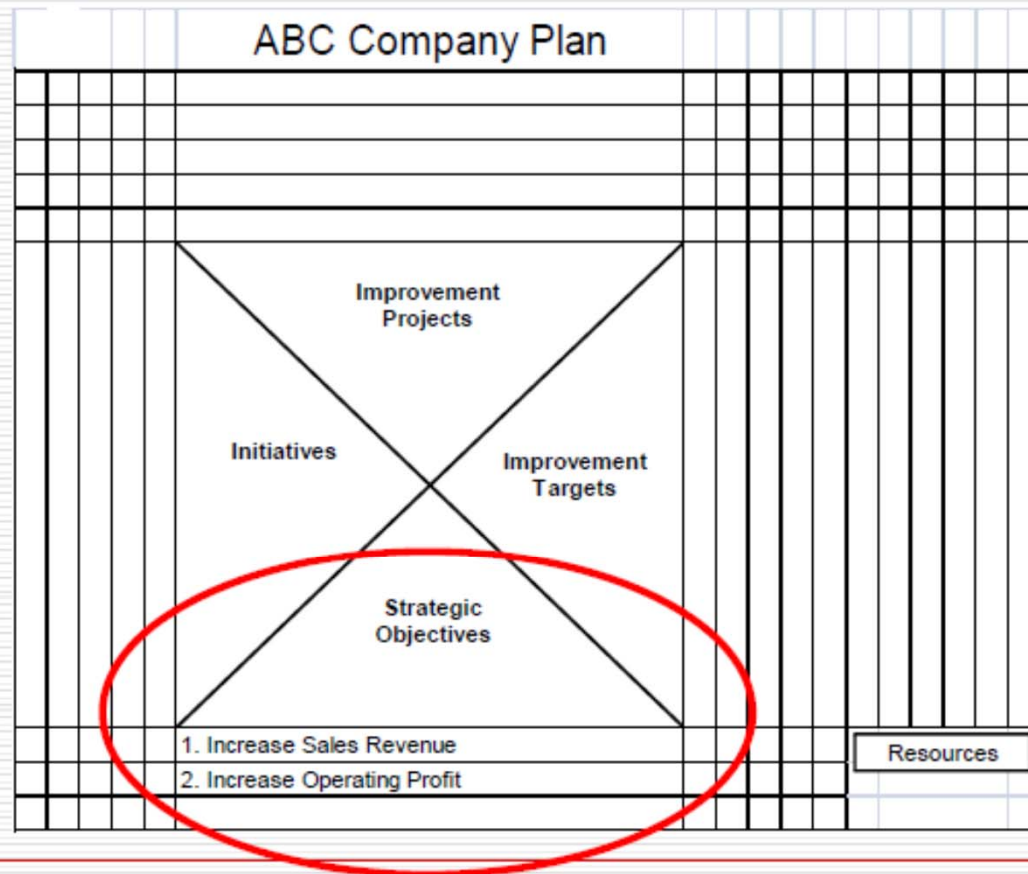 ABC Company Plan
Improvement
Projects
Initiatives
Improvement
Targets
Strategic
Objectives
1. Increase Sales Revenue
2. Increase Operating Profit
Resources